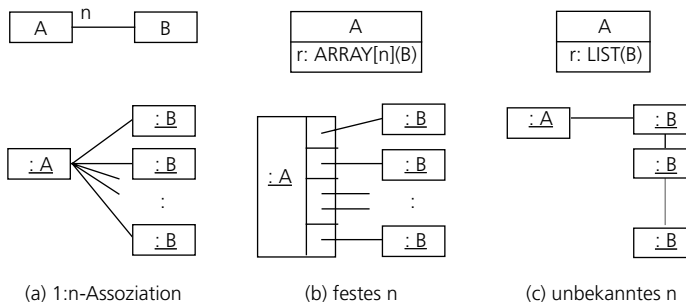 n
A
B
A
r: ARRAY[n](B)
A
r: LIST(B)
: A
: B
: B
:
: B
: A
: B
: B
:
: B
: A
: B
: B
: B
(a) 1:n-Assoziation
(b) festes n
(c) unbekanntes n